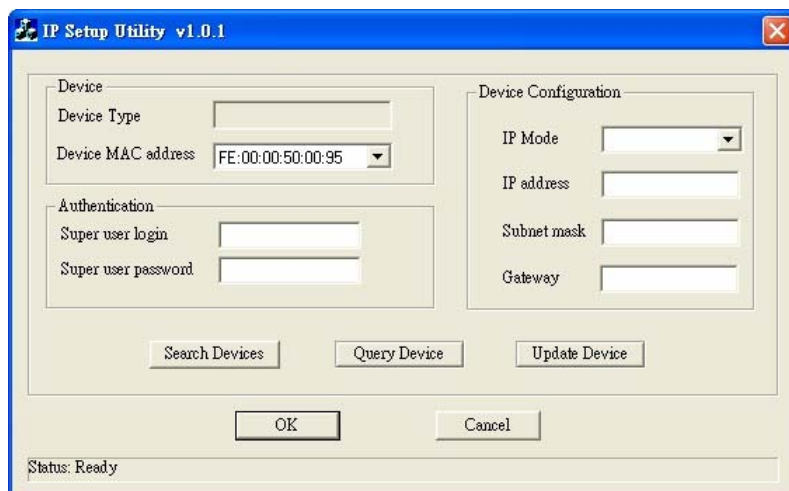 IP Setup Utility v1.0.1
Device
Device Type
Device MAC address FE:00:00:50:00:95
Authentication
Super user login
Super user password
Device Configuration
IP Mode
IP address
Subnet mask
Gateway
Search Devices Query Device Update Device
OK Cancel
Status: Ready